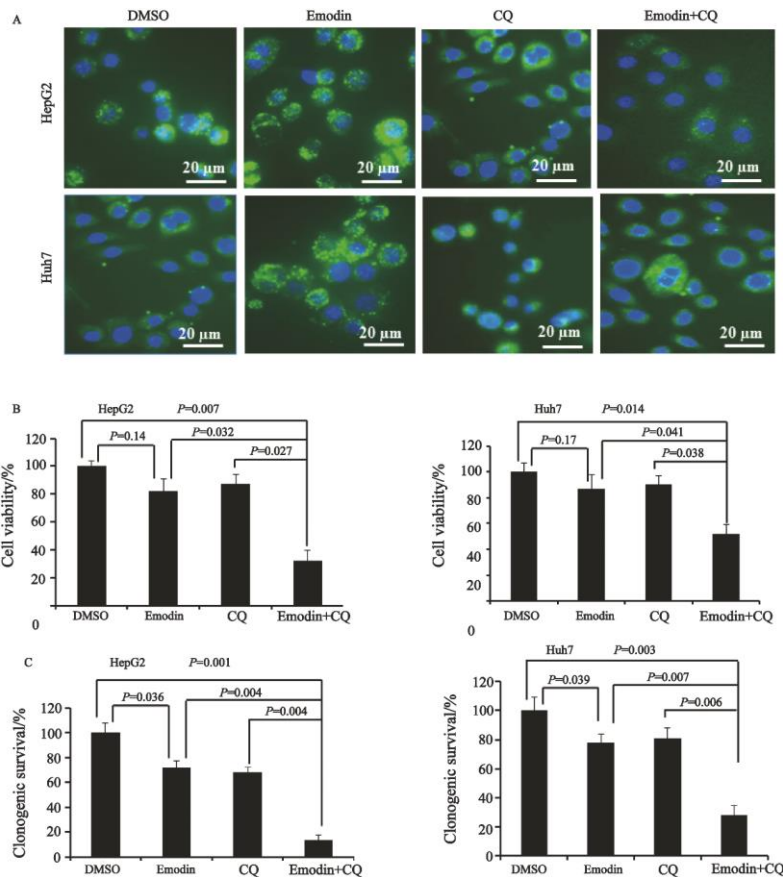 A
DMSO Emodin CQ Emodin+CQ
HepG2
20 µm 20 µm 20 µm 20 µm
Huh7
20 µm 20 µm 20 µm 20 µm
B
HepG2 P=0.007
P=0.14 P=0.032
P=0.027
Cell viability/%
120
100
80
60
40
20
0
DMSO Emodin CQ Emodin+CQ
Huh7 P=0.014
P=0.17 P=0.041
P=0.038
Cell viability/%
120
100
80
60
40
20
0
DMSO Emodin CQ Emodin+CQ
C
HepG2 P=0.001
P=0.036 P=0.004
P=0.004
Clonogenic survival/%
120
100
80
60
40
20
0
DMSO Emodin CQ Emodin+CQ
Huh7 P=0.003
P=0.039 P=0.007
P=0.006
Clonogenic survival/%
120
100
80
60
40
20
0
DMSO Emodin CQ Emodin+CQ